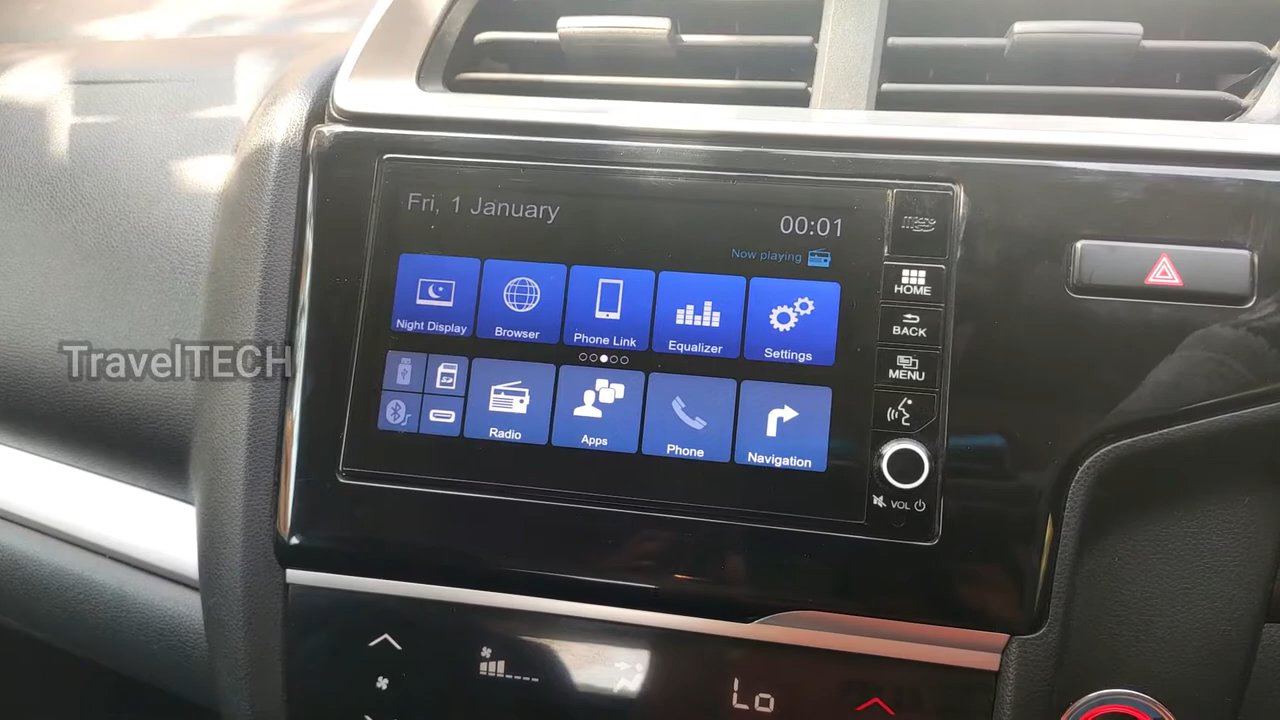 Fri, 1 January
00:01
Now playing
Night Display
Browser
Phone Link
Equalizer
Settings
Radio
Apps
Phone
Navigation
HOME
BACK
MENU
VOL
TravelTECH
Lo